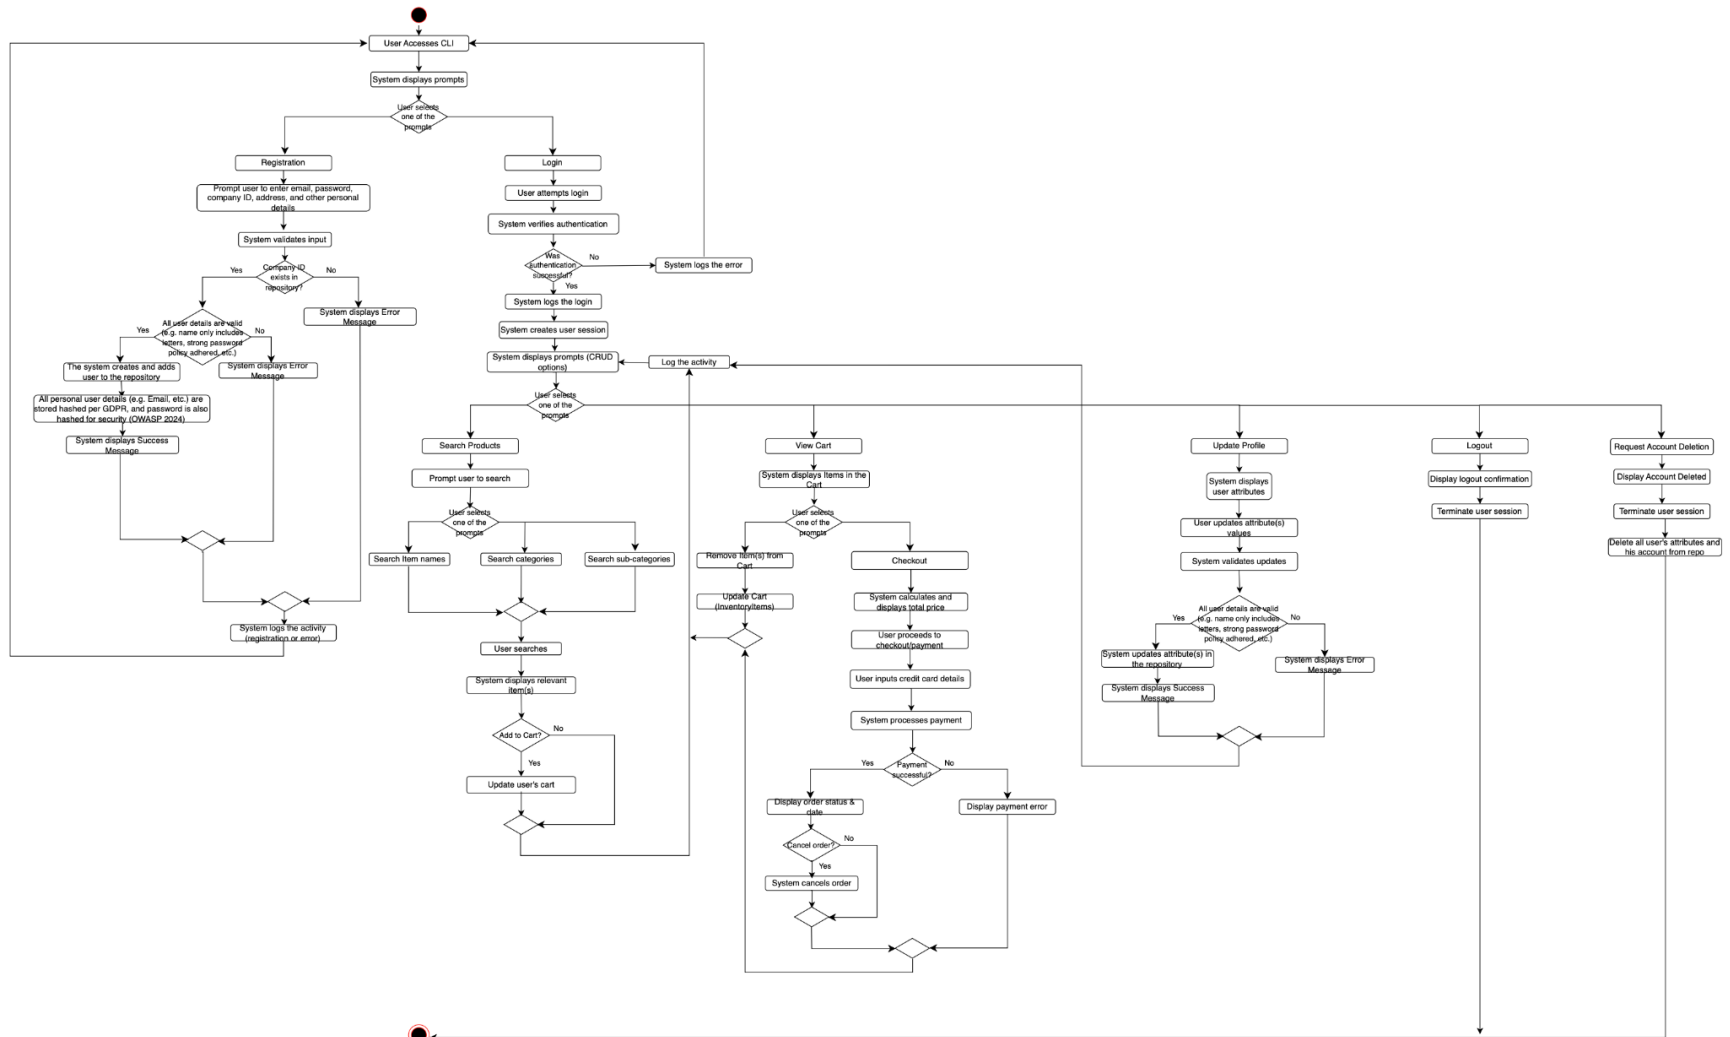 User Accesses CLI
System displays prompts
User selects
one of the
prompts
Registration
Prompt user to enter email, password,
company ID, address, and other personal
details
System validates input
Company ID
exists in
repository?
Yes
No
System displays Error
Message
All user details are valid
(e.g. name only includes
letters, strong password
policy adhered, etc.)
Yes
No
The system creates and adds
user to the repository
System displays Error
Message
All personal user details (e.g. Email, etc.) are
stored hashed per GDPR, and password is also
hashed for security (OWASP 2024)
System displays Success
Message
System logs the activity
(registration or error)
Login
User attempts login
System verifies authentication
Was
authentication
successful?
No
System logs the error
Yes
System logs the login
System creates user session
System displays prompts (CRUD
options)
Log the activity
User selects
one of the
prompts
Search Products
Prompt user to search
User selects
one of the
prompts
Search Item names
Search categories
Search sub-categories
User searches
System displays relevant
item(s)
Add to Cart?
No
Yes
Update user's cart
View Cart
System displays Items in the
Cart
User selects
one of the
prompts
Remove Item(s) from
Cart
Update Cart
(InventoryItems)
Checkout
System calculates and
displays total price
User proceeds to
checkout/payment
User inputs credit card details
System processes payment
Payment
successful?
Yes
No
Display order status &
date
Display payment error
Cancel order?
No
Yes
System cancels order
Update Profile
System displays
user attributes
User updates attribute(s)
values
System validates updates
All user details are valid
(e.g. name only includes
letters, strong password
policy adhered, etc.)
Yes
No
System updates attribute(s) in
the repository
System displays Error
Message
System displays Success
Message
Logout
Display logout confirmation
Terminate user session
Request Account Deletion
Display Account Deleted
Terminate user session
Delete all user's attributes and
his account from repo